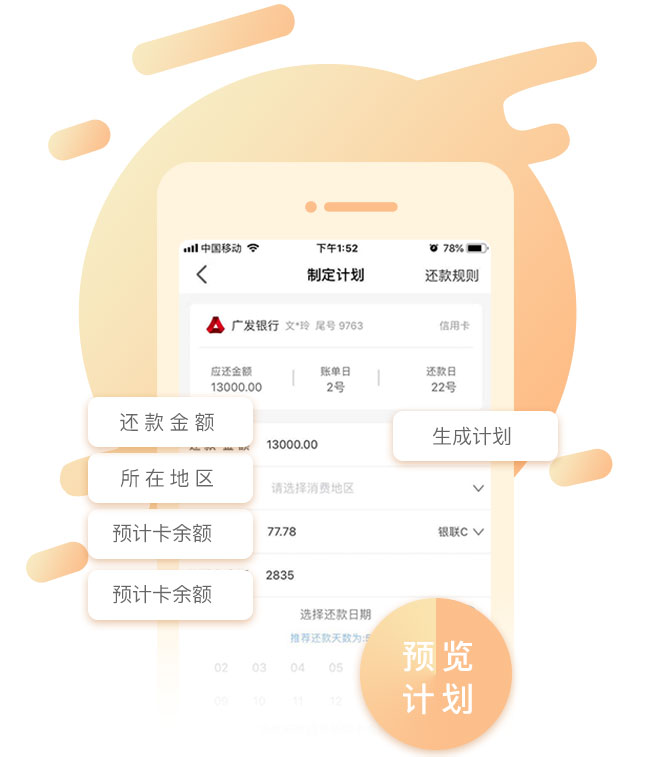 中国移动 下午1:52 78%
制定计划 还款规则
广发银行 文*玲 尾号 9763 信用卡
应还金额 账单日 还款日
13000.00 2号 22号
还款金额 生成计划
还款金额 13000.00
所在地区 请选择消费地区
预计卡余额 77.78 银联C
预计卡余额 2835
选择还款日期
推荐还款天数为:
02 03 04 05
09 10 11 12
预览
计划